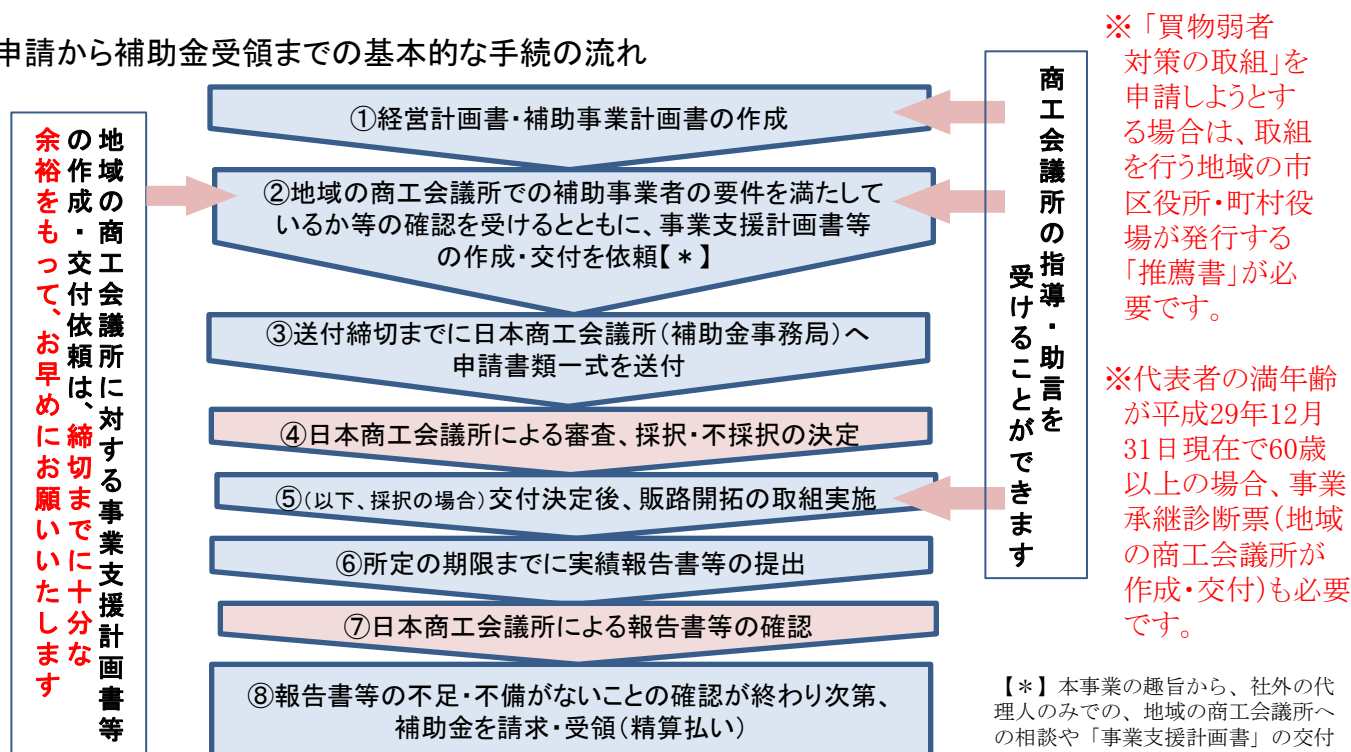 申請から補助金受領までの基本的な手続の流れ
地域の商工会議所に対する事業支援計画書等
の作成・交付依頼は、締切までに十分な
余裕をもって、お早めにお願いいたします
①経営計画書・補助事業計画書の作成
②地域の商工会議所での補助事業者の要件を満たして
いるか等の確認を受けるとともに、事業支援計画書等
の作成・交付を依頼【＊】
③送付締切までに日本商工会議所（補助金事務局）へ
申請書類一式を送付
④日本商工会議所による審査、採択・不採択の決定
⑤（以下、採択の場合）交付決定後、販路開拓の取組実施
⑥所定の期限までに実績報告書等の提出
⑦日本商工会議所による報告書等の確認
⑧報告書等の不足・不備がないことの確認が終わり次第、
補助金を請求・受領（精算払い）
商工会議所の指導・助言を
受けることができます
※「買物弱者
対策の取組」を
申請しようとす
る場合は、取組
を行う地域の市
区役所・町村役
場が発行する
「推薦書」が必
要です。
※代表者の満年齢
が平成29年12月
31日現在で60歳
以上の場合、事業
承継診断票（地域
の商工会議所が
作成・交付）も必要
です。
【＊】本事業の趣旨から、社外の代
理人のみでの、地域の商工会議所へ
の相談や「事業支援計画書」の交付